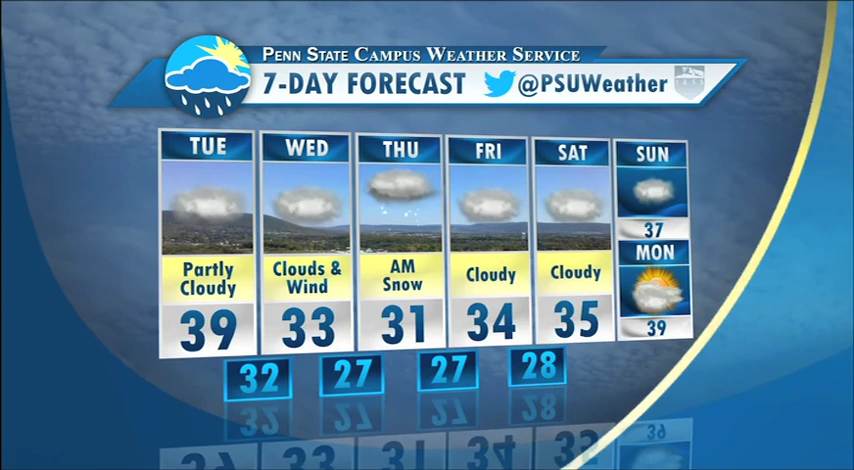 PENN STATE CAMPUS WEATHER SERVICE
7-DAY FORECAST @PSUWeather
TUE WED THU FRI SAT SUN
37
MON
39
Partly Cloudy
Clouds & Wind
AM Snow
Cloudy
Cloudy
39 33 31 34 35
32 27 27 28